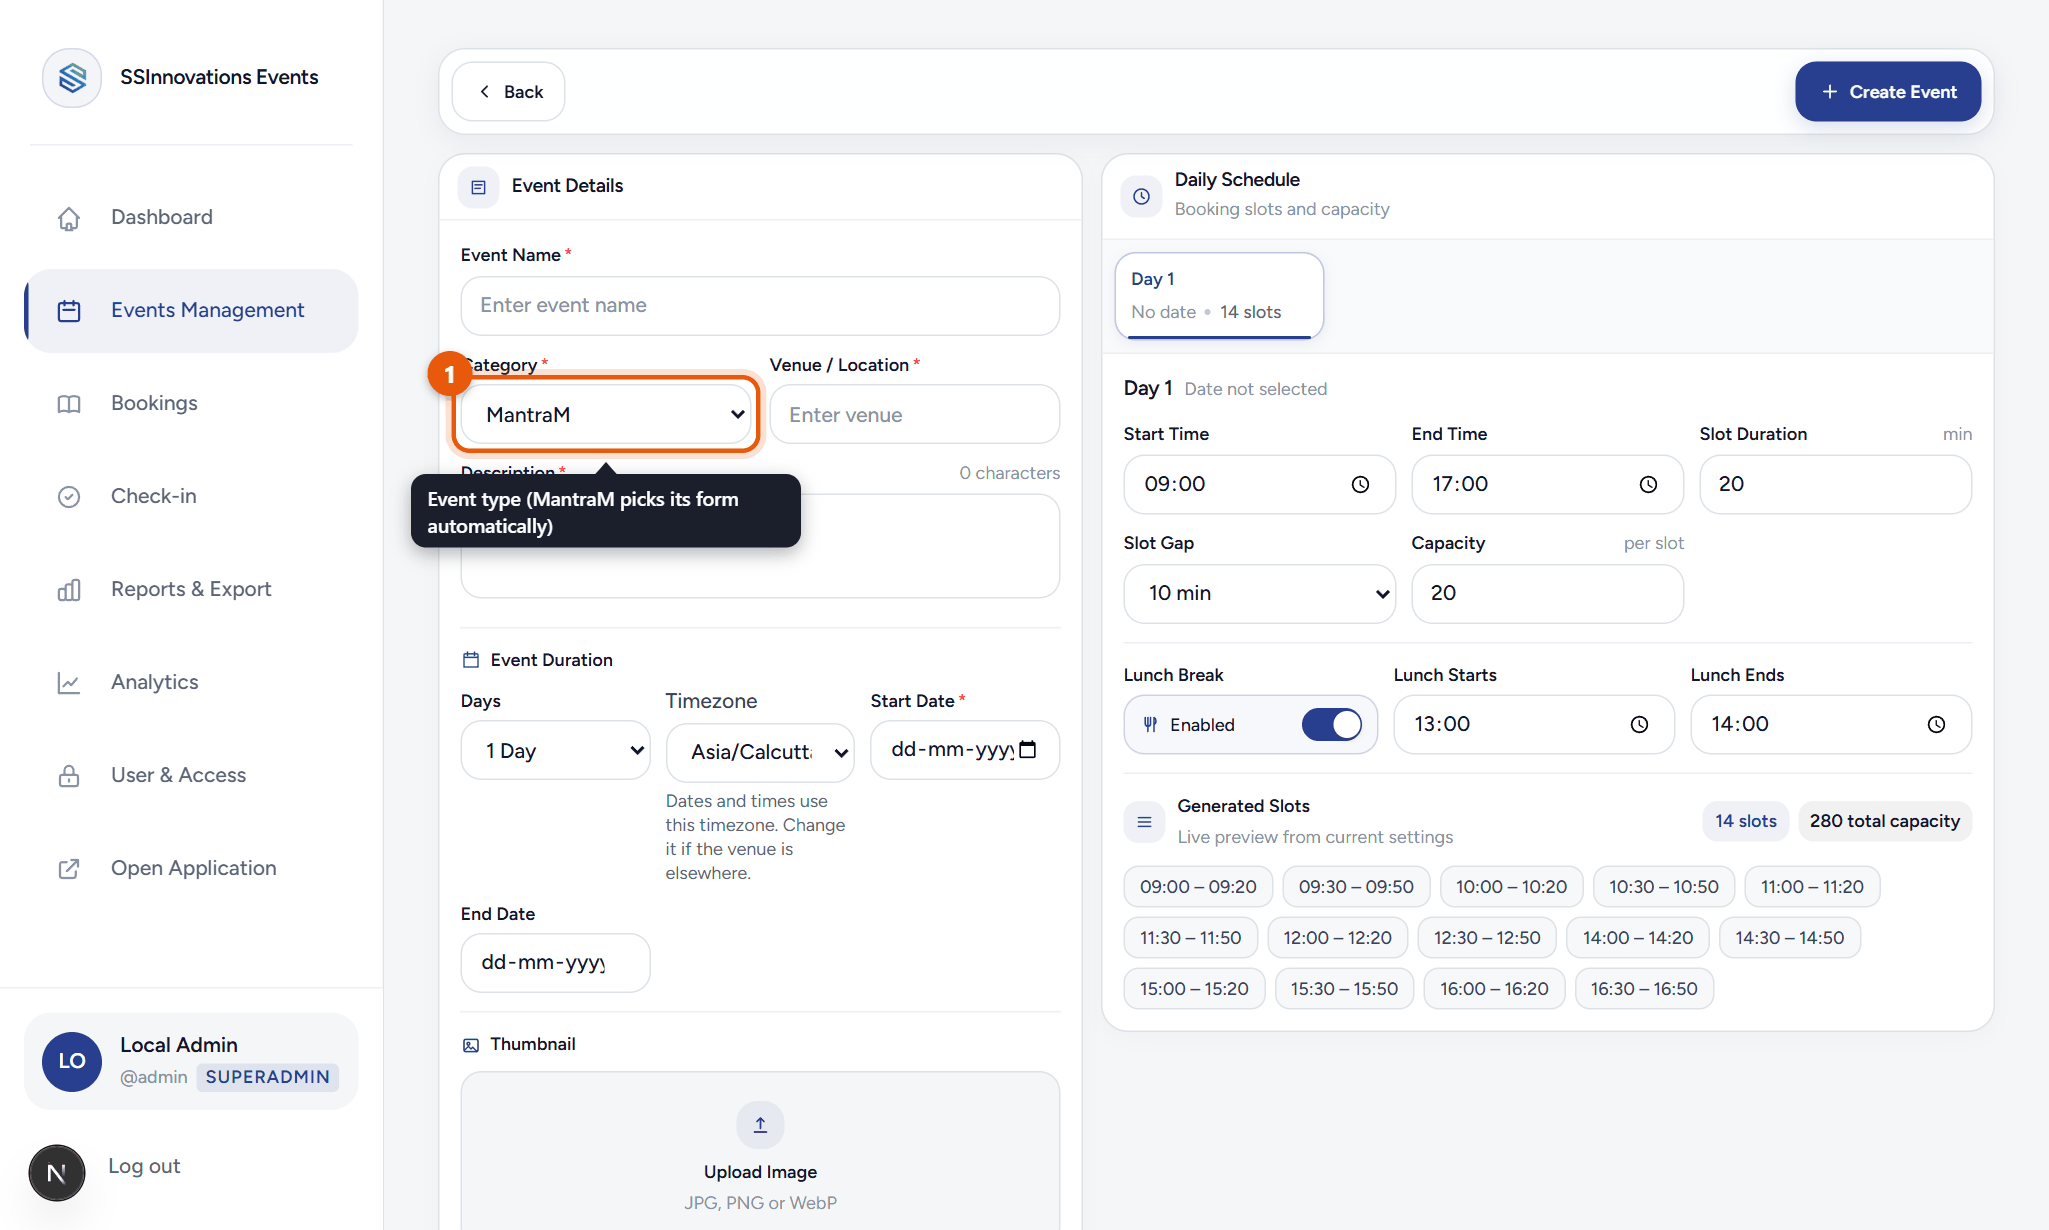 SSInnovations Events
Dashboard
Events Management
Bookings
Check-in
Reports & Export
Analytics
User & Access
Open Application
LO
Local Admin
@admin SUPERADMIN
N
Log out
Back
Create Event
Event Details
Event Name *
Enter event name
1
Category * Venue / Location *
MantraM Enter venue
Description * 0 characters
Event type (MantraM picks its form
automatically)
Event Duration
Days Timezone Start Date *
1 Day Asia/Calcutta dd-mm-yyyy
Dates and times use
this timezone. Change
it if the venue is
elsewhere.
End Date
dd-mm-yyyy
Thumbnail
Upload Image
JPG, PNG or WebP
Daily Schedule
Booking slots and capacity
Day 1
No date • 14 slots
Day 1 Date not selected
Start Time End Time Slot Duration min
09:00 17:00 20
Slot Gap Capacity per slot
10 min 20
Lunch Break Lunch Starts Lunch Ends
Enabled 13:00 14:00
Generated Slots
Live preview from current settings
14 slots 280 total capacity
09:00 – 09:20 09:30 – 09:50 10:00 – 10:20 10:30 – 10:50 11:00 – 11:20
11:30 – 11:50 12:00 – 12:20 12:30 – 12:50 14:00 – 14:20 14:30 – 14:50
15:00 – 15:20 15:30 – 15:50 16:00 – 16:20 16:30 – 16:50